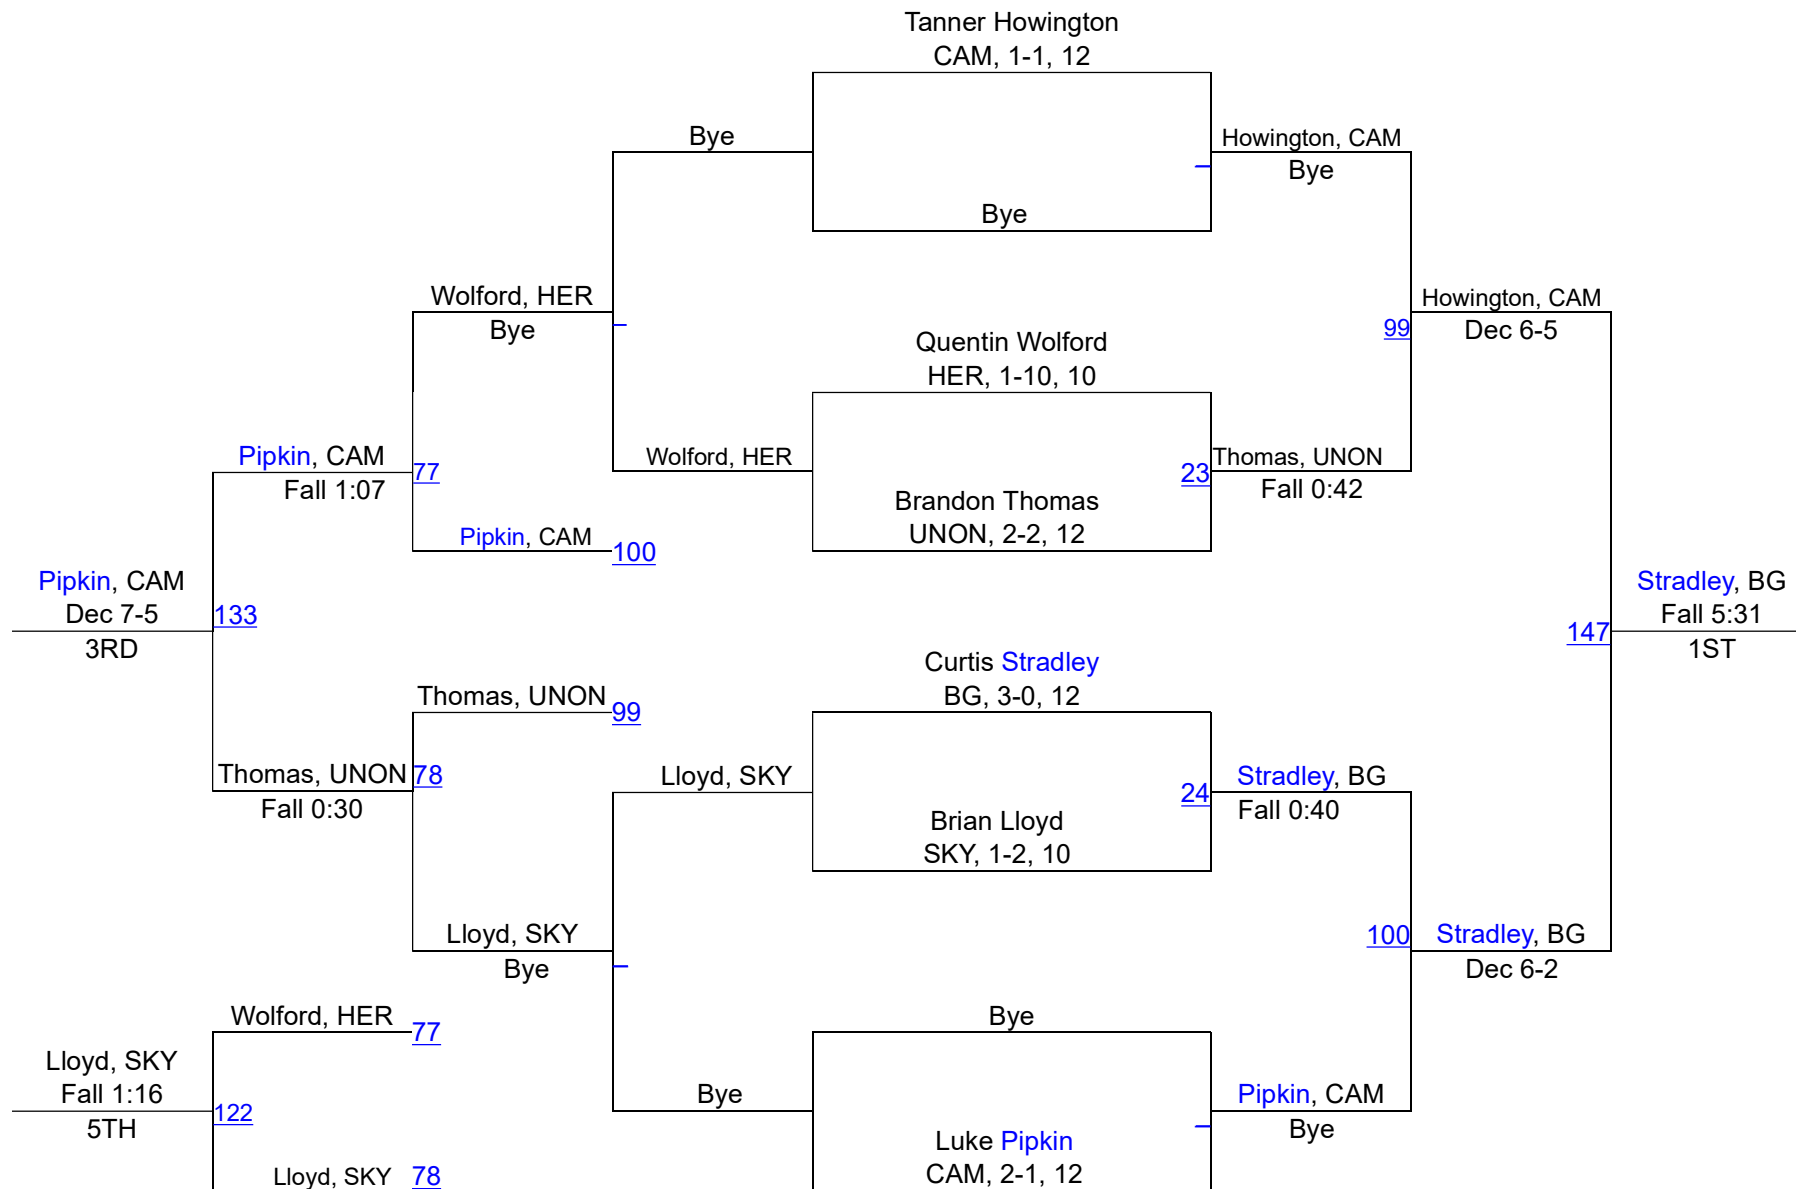 Tanner Howington
CAM, 1-1, 12
Bye
Howington, CAM
Bye
Bye
Wolford, HER
Bye
Howington, CAM
99
Dec 6-5
Quentin Wolford
HER, 1-10, 10
Pipkin, CAM
77
Fall 1:07
Wolford, HER
23
Thomas, UNON
Fall 0:42
Brandon Thomas
UNON, 2-2, 12
Pipkin, CAM
100
Pipkin, CAM
Dec 7-5
133
3RD
Stradley, BG
Fall 5:31
147
1ST
Curtis Stradley
BG, 3-0, 12
Thomas, UNON
99
Thomas, UNON
78
Fall 0:30
Lloyd, SKY
24
Stradley, BG
Fall 0:40
Brian Lloyd
SKY, 1-2, 10
Lloyd, SKY
Bye
100
Stradley, BG
Dec 6-2
Wolford, HER
77
Bye
Lloyd, SKY
Fall 1:16
122
5TH
Bye
Pipkin, CAM
Bye
Luke Pipkin
CAM, 2-1, 12
Lloyd, SKY
78